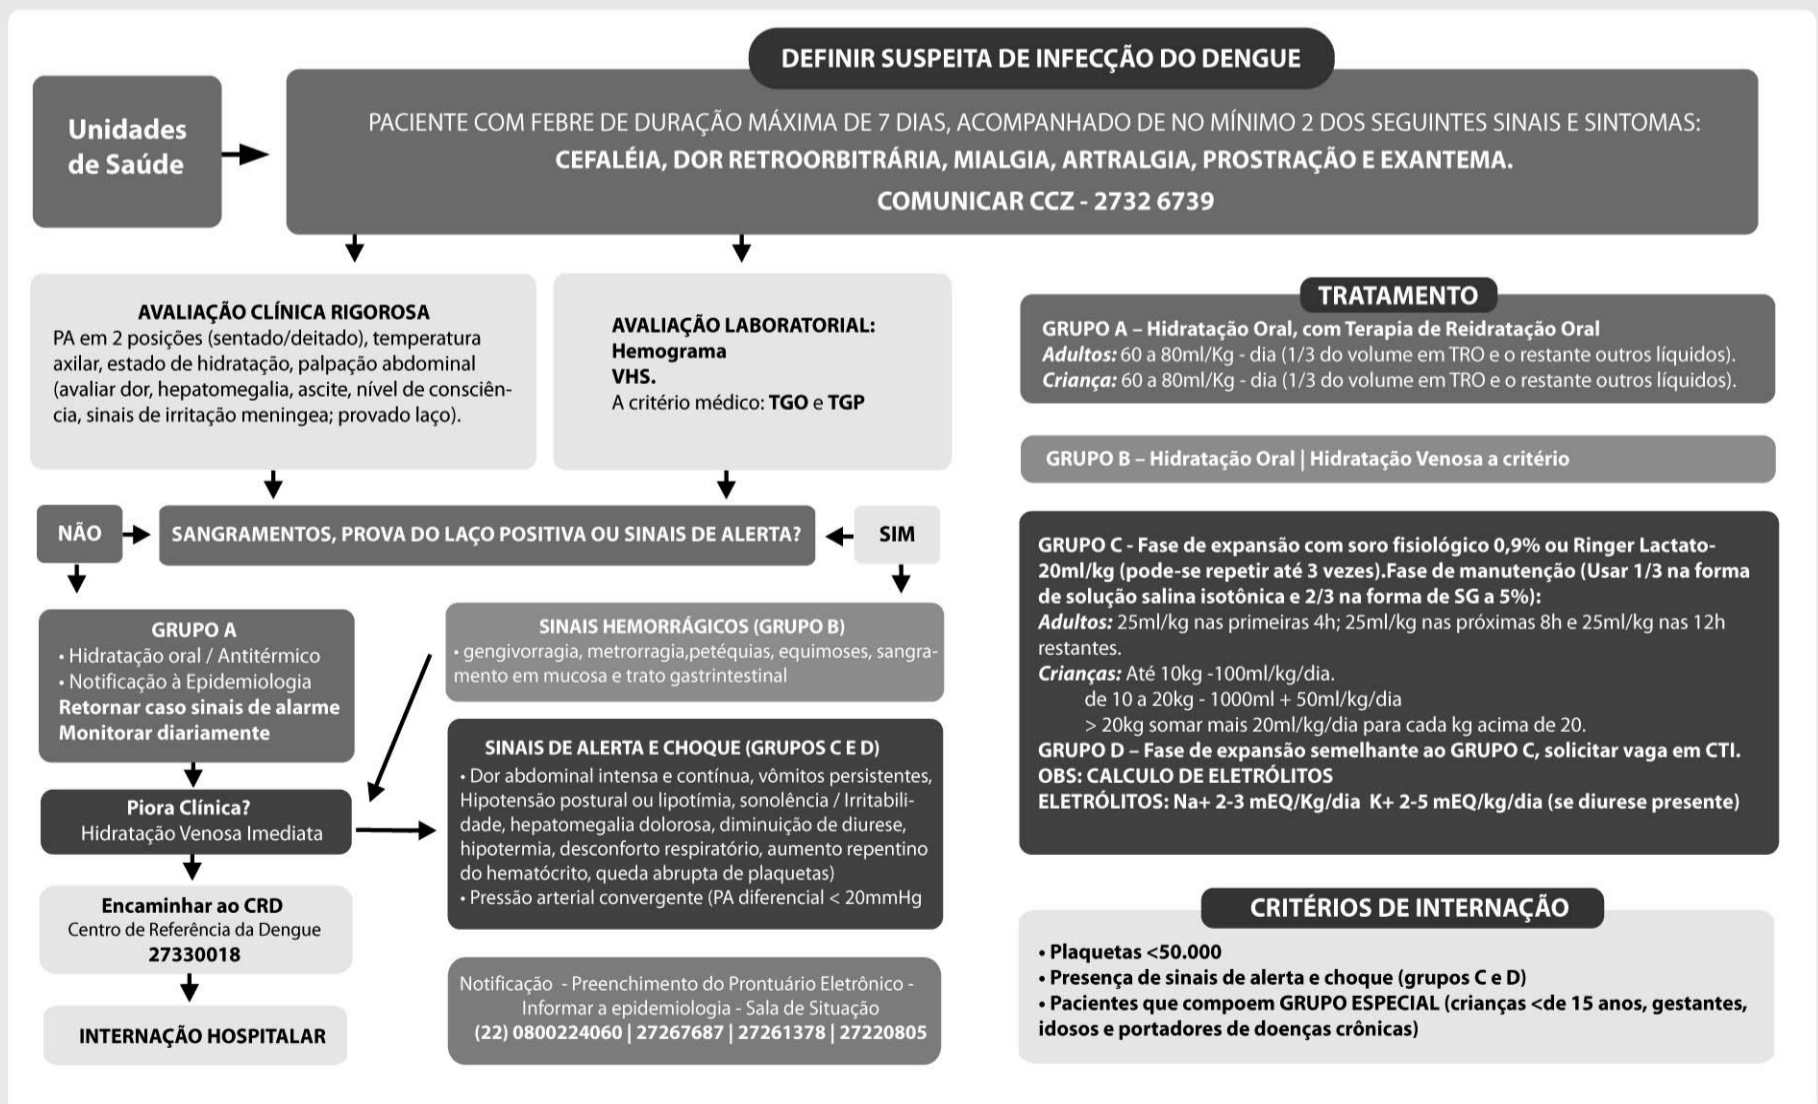 DEFINIR SUSPEITA DE INFECÇÃO DO DENGUE
Unidades
de Saúde
PACIENTE COM FEBRE DE DURAÇÃO MÁXIMA DE 7 DIAS, ACOMPANHADO DE NO MÍNIMO 2 DOS SEGUINTES SINAIS E SINTOMAS:
CEFALÉIA, DOR RETROORBITRÁRIA, MIALGIA, ARTRALGIA, PROSTRAÇÃO E EXANTEMA.
COMUNICAR CCZ - 2732 6739
AVALIAÇÃO CLÍNICA RIGOROSA
PA em 2 posições (sentado/deitado), temperatura
axilar, estado de hidratação, palpação abdominal
(avaliar dor, hepatomegalia, ascite, nível de consciên-
cia, sinais de irritação meningea; provado laço).
AVALIAÇÃO LABORATORIAL:
Hemograma
VHS.
A critério médico: TGO e TGP
NÃO
SANGRAMENTOS, PROVA DO LAÇO POSITIVA OU SINAIS DE ALERTA?
SIM
GRUPO A
• Hidratação oral / Antitérmico
• Notificação à Epidemiologia
Retornar caso sinais de alarme
Monitorar diariamente
SINAIS HEMORRÁGICOS (GRUPO B)
• gengivorragia, metrorragia,petéquias, equimoses, sangra-
mento em mucosa e trato gastrintestinal
Piora Clínica?
Hidratação Venosa Imediata
SINAIS DE ALERTA E CHOQUE (GRUPOS C E D)
• Dor abdominal intensa e contínua, vômitos persistentes,
Hipotensão postural ou lipotímia, sonolência / Irritabili-
dade, hepatomegalia dolorosa, diminuição de diurese,
hipotermia, desconforto respiratório, aumento repentino
do hematócrito, queda abrupta de plaquetas)
• Pressão arterial convergente (PA diferencial < 20mmHg
Encaminhar ao CRD
Centro de Referência da Dengue
27330018
INTERNAÇÃO HOSPITALAR
Notificação - Preenchimento do Prontuário Eletrônico -
Informar a epidemiologia - Sala de Situação
(22) 0800224060 | 27267687 | 27261378 | 27220805
TRATAMENTO
GRUPO A – Hidratação Oral, com Terapia de Reidratação Oral
Adultos: 60 a 80ml/Kg - dia (1/3 do volume em TRO e o restante outros líquidos).
Criança: 60 a 80ml/Kg - dia (1/3 do volume em TRO e o restante outros líquidos).
GRUPO B – Hidratação Oral | Hidratação Venosa a critério
GRUPO C - Fase de expansão com soro fisiológico 0,9% ou Ringer Lactato-
20ml/kg (pode-se repetir até 3 vezes).Fase de manutenção (Usar 1/3 na forma
de solução salina isotônica e 2/3 na forma de SG a 5%):
Adultos: 25ml/kg nas primeiras 4h; 25ml/kg nas próximas 8h e 25ml/kg nas 12h
restantes.
Crianças: Até 10kg -100ml/kg/dia.
de 10 a 20kg - 1000ml + 50ml/kg/dia
> 20kg somar mais 20ml/kg/dia para cada kg acima de 20.
GRUPO D – Fase de expansão semelhante ao GRUPO C, solicitar vaga em CTI.
OBS: CALCULO DE ELETRÓLITOS
ELETRÓLITOS: Na+ 2-3 mEQ/Kg/dia K+ 2-5 mEQ/kg/dia (se diurese presente)
CRITÉRIOS DE INTERNAÇÃO
• Plaquetas <50.000
• Presença de sinais de alerta e choque (grupos C e D)
• Pacientes que compoem GRUPO ESPECIAL (crianças <de 15 anos, gestantes,
idosos e portadores de doenças crônicas)